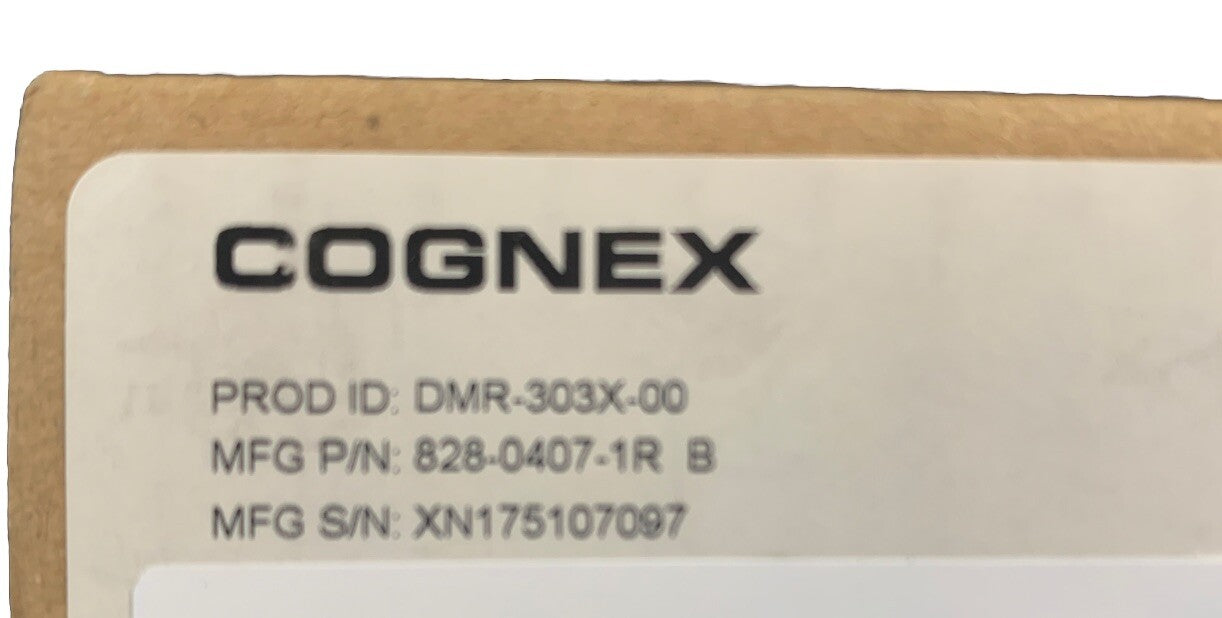 COGNEX
PROD ID: DMR-303X-00
MFG P/N: 828-0407-1R B
MFG S/N: XN175107097